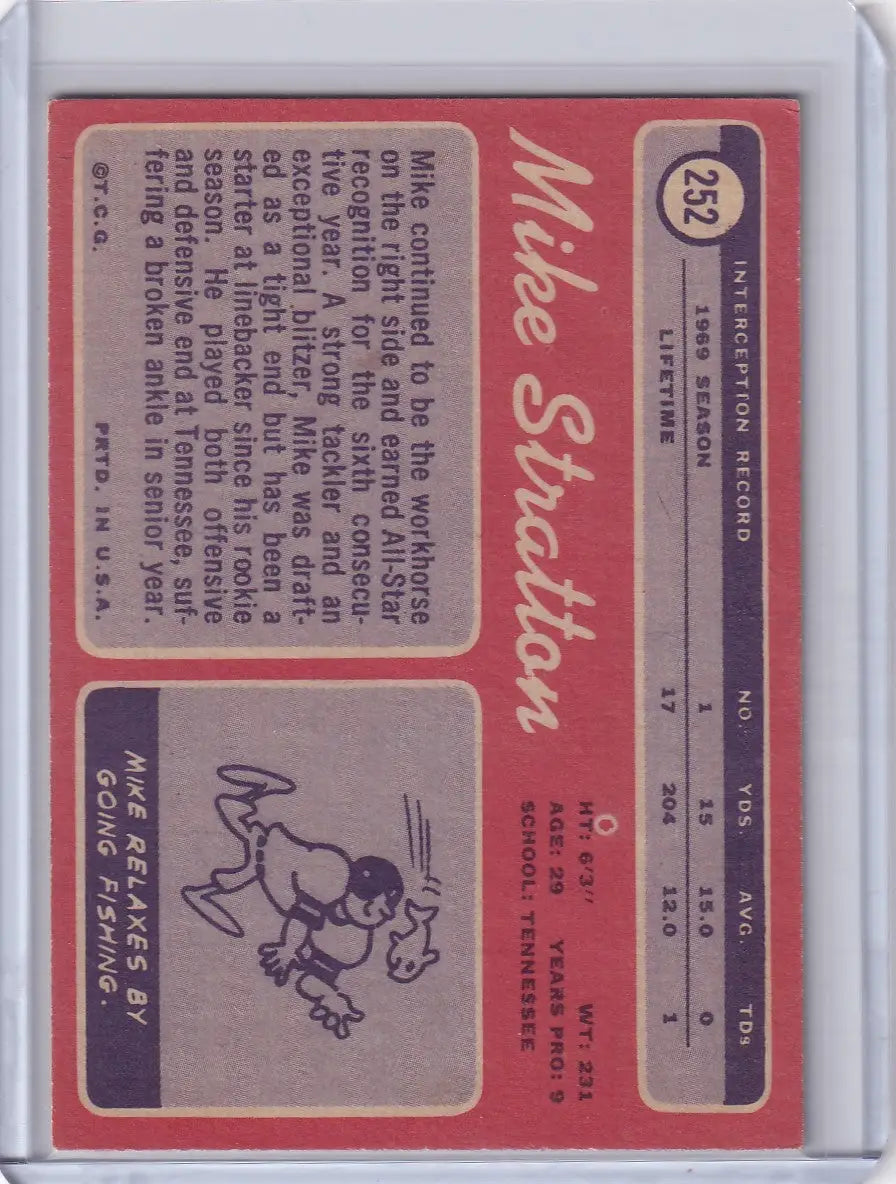 252
INTERCEPTION RECORD NO. YDS. AVG. TDs
1969 SEASON 1 15 15.0 0
LIFETIME 17 204 12.0 1
Mike Stratton
HT: 6'3" WT: 231
AGE: 29 YEARS PRO: 9
SCHOOL: TENNESSEE
Mike continued to be the workhorse
on the right side and earned All-Star
recognition for the sixth consecu-
tive year. A strong tackler and an
exceptional blitzer, Mike was draft-
ed as a tight end but has been a
starter at linebacker since his rookie
season. He played both offensive
and defensive end at Tennessee, suf-
fering a broken ankle in senior year.
©T.C.G. PRTD. IN U.S.A.
MIKE RELAXES BY
GOING FISHING.